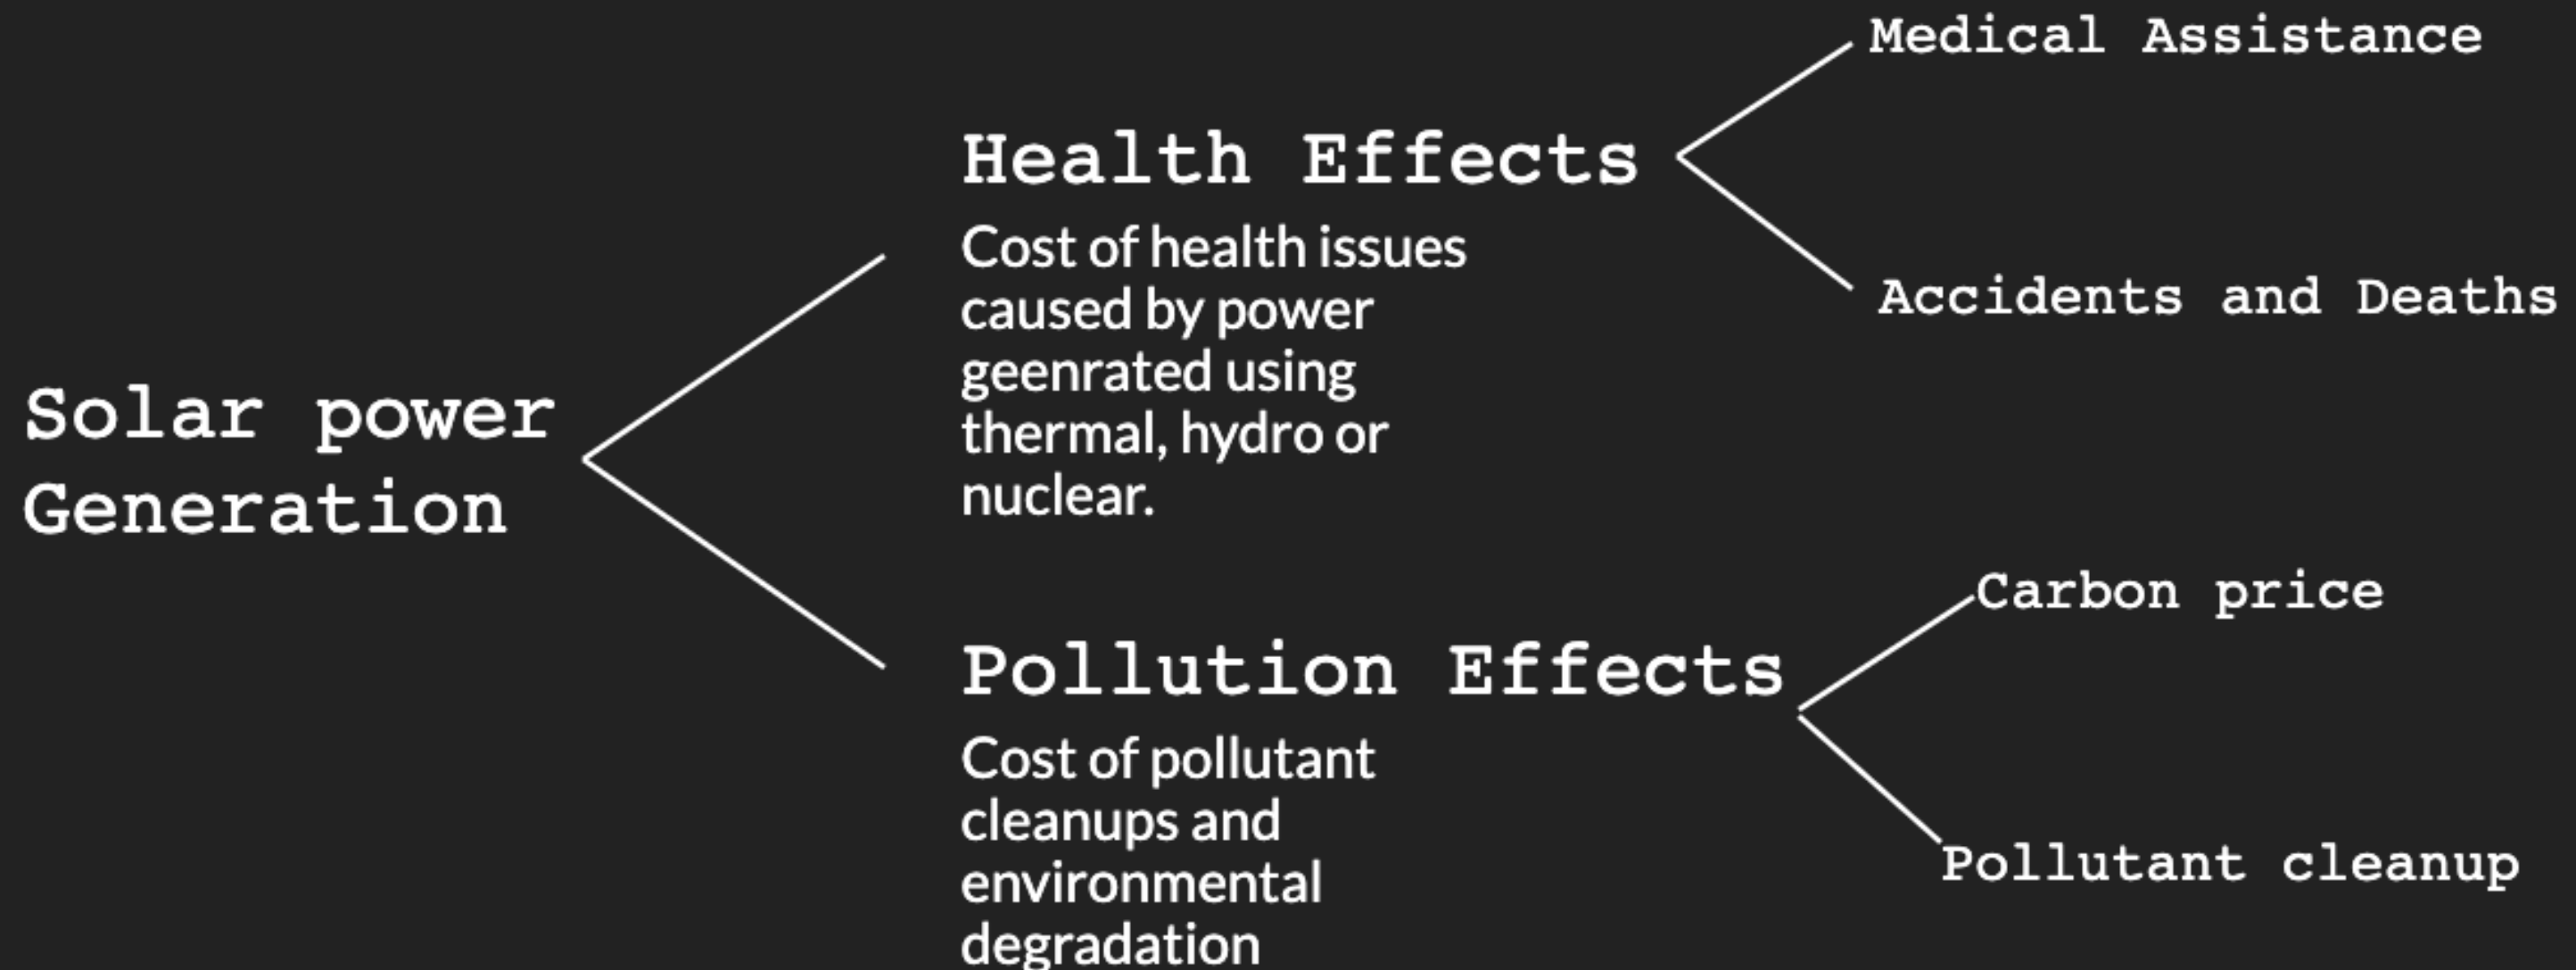 Solar power
Generation
Health Effects
Cost of health issues
caused by power
geenrated using
thermal, hydro or
nuclear.
Medical Assistance
Accidents and Deaths
Pollution Effects
Cost of pollutant
cleanups and
environmental
degradation
Carbon price
Pollutant cleanup